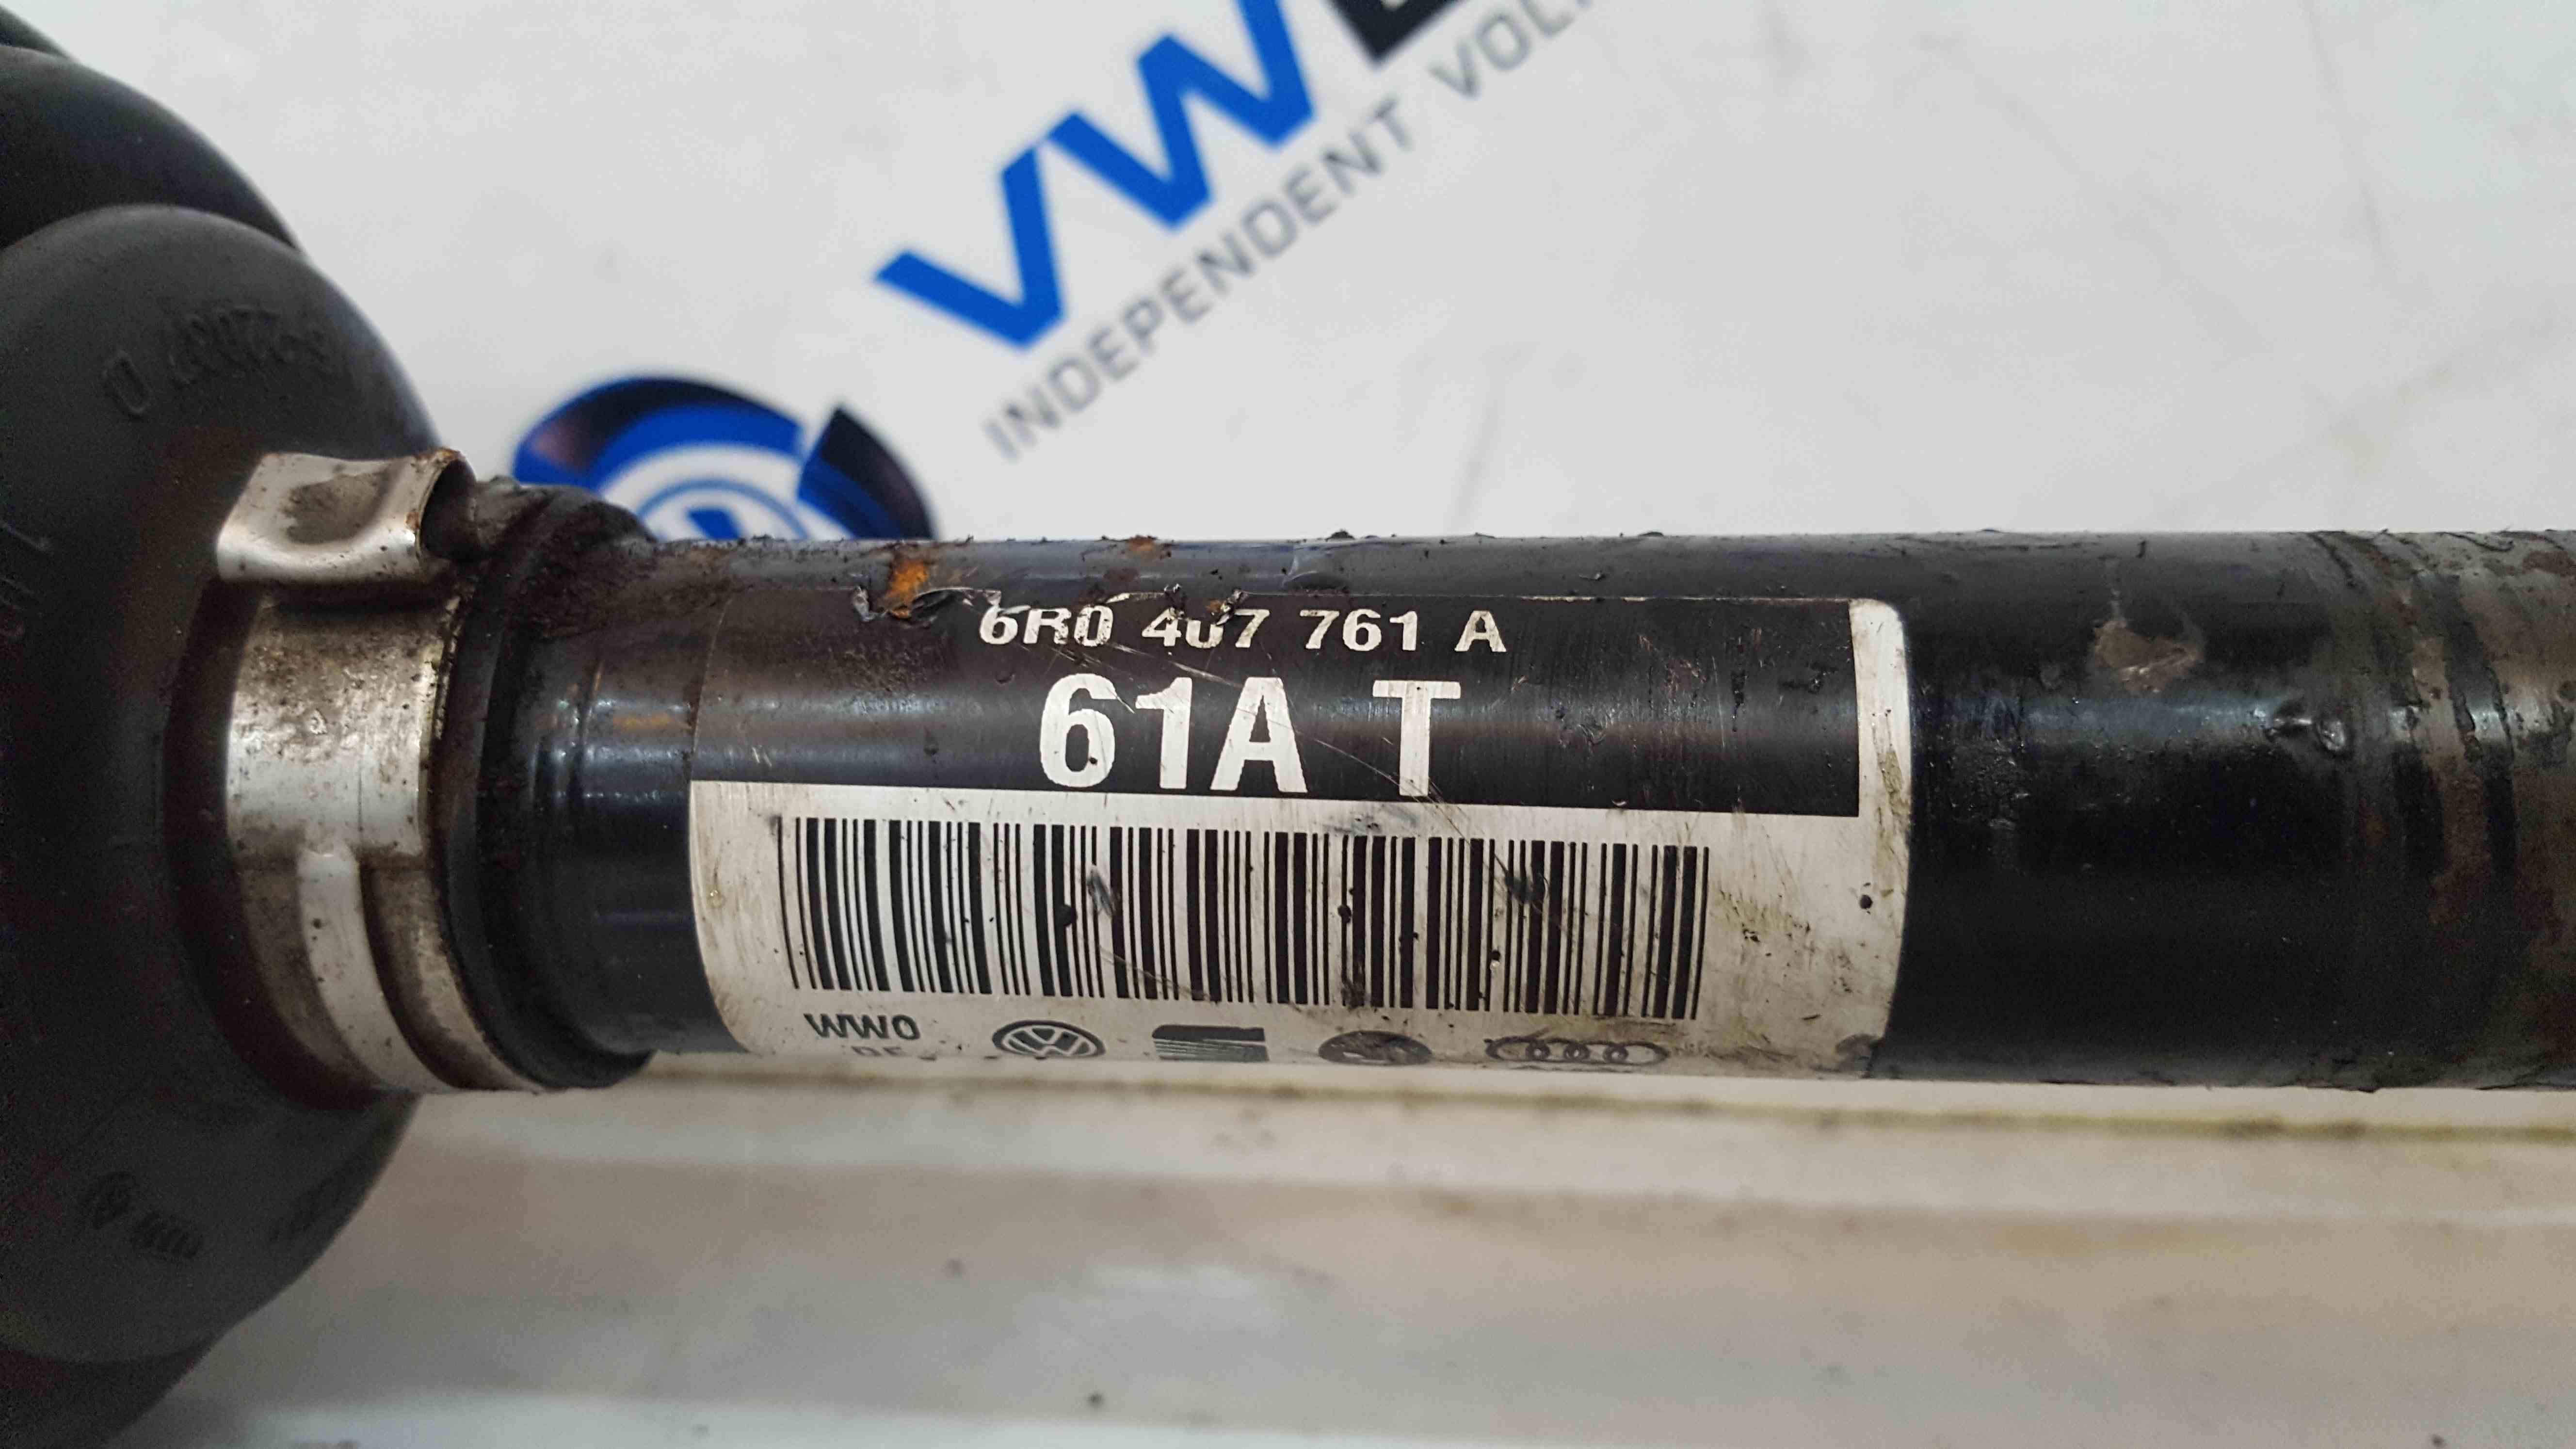 VW
INDEPENDENT VOL
6R0 407 761 A
61A T
WWO